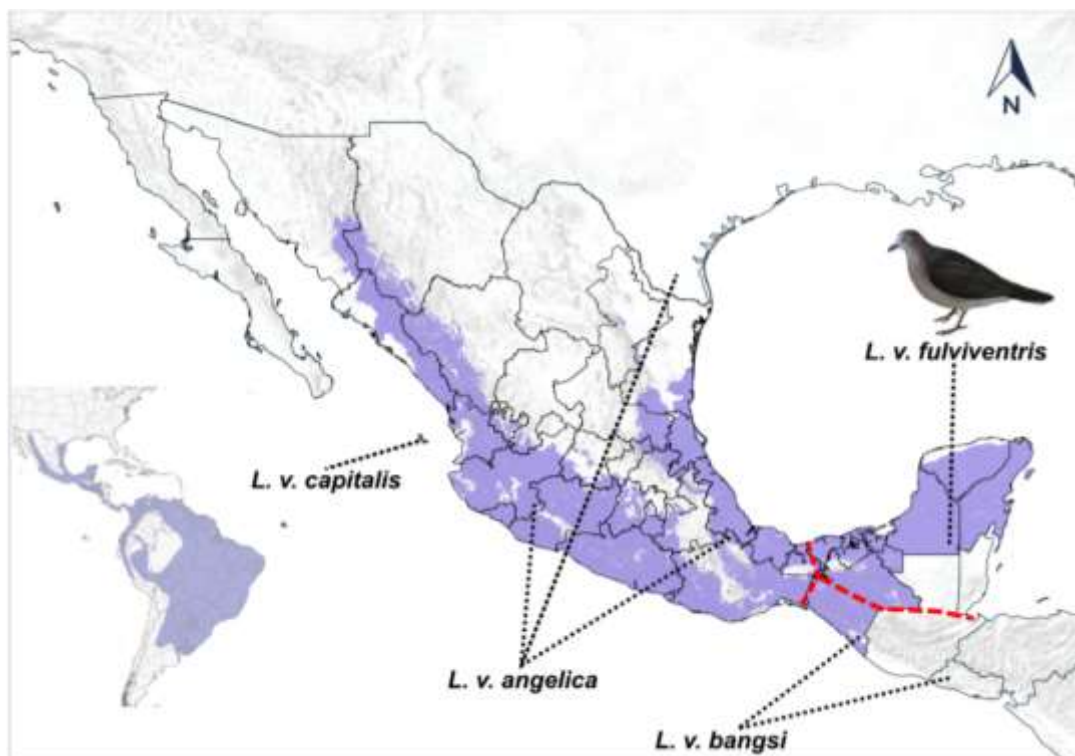 N
L. v. fulviventris
L. v. capitalis
L. v. angelica
L. v. bangsi